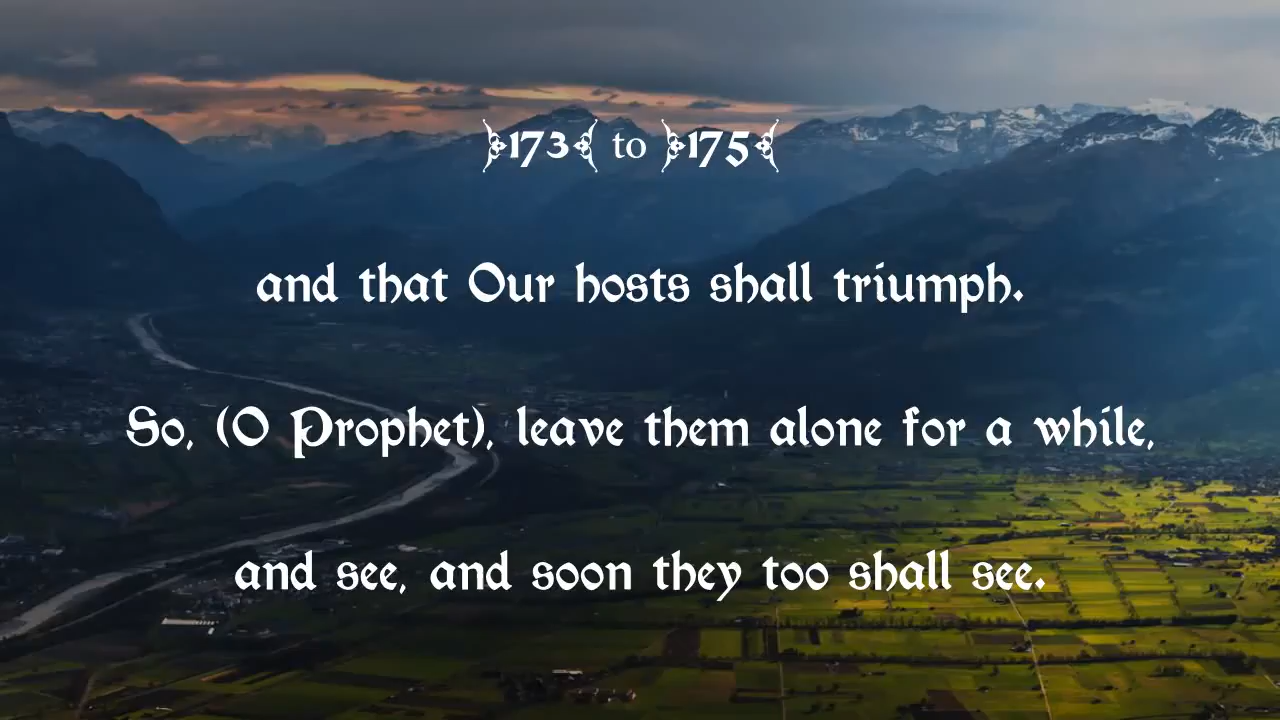 173 to 175
and that Our hosts shall triumph.
So, (O Prophet), leave them alone for a while,
and see, and soon they too shall see.